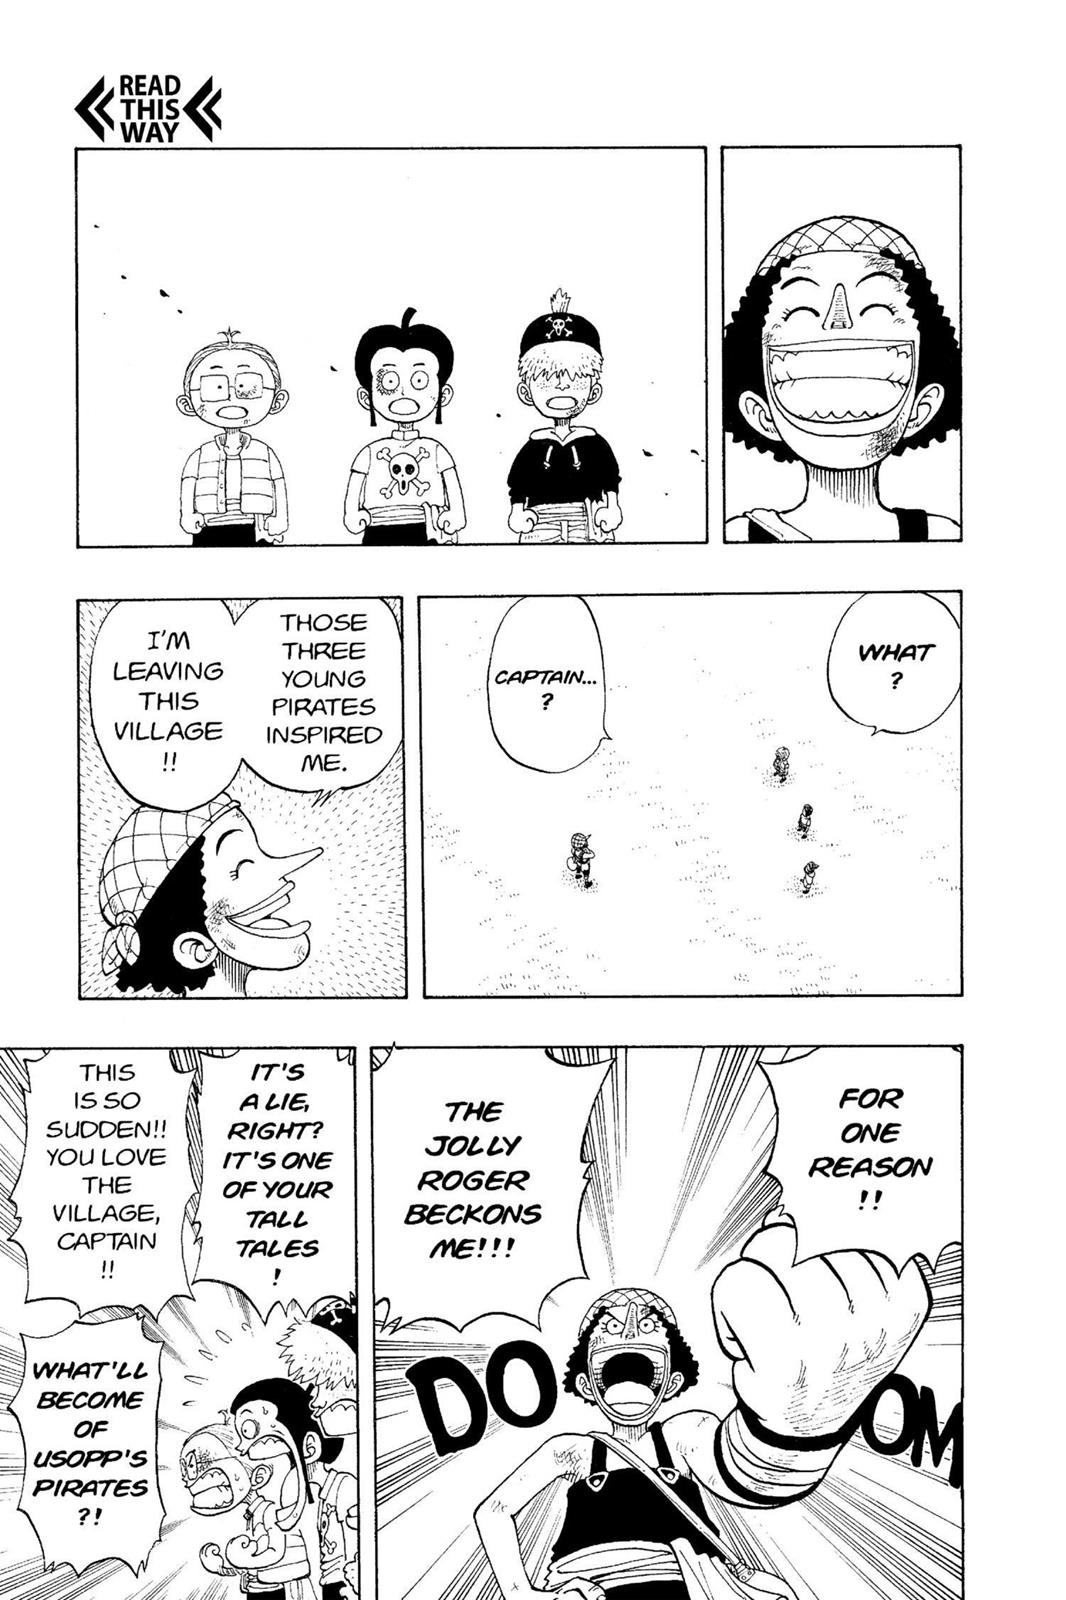 READ
THIS
WAY
WHAT
?
CAPTAIN...
?
THOSE
THREE
YOUNG
PIRATES
INSPIRED
ME.
I'M
LEAVING
THIS
VILLAGE
!!
FOR
ONE
REASON
!!
THE
JOLLY
ROGER
BECKONS
ME!!!
DOOM
IT'S
A LIE,
RIGHT?
IT'S ONE
OF YOUR
TALL
TALES
!
THIS
IS SO
SUDDEN!!
YOU LOVE
THE
VILLAGE,
CAPTAIN
!!
WHAT'LL
BECOME
OF
USOPP'S
PIRATES
?!